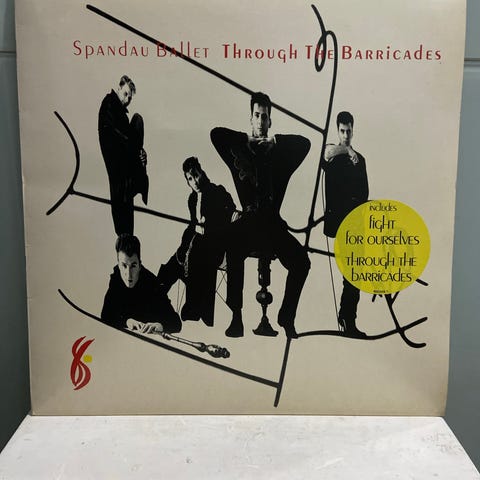 Spandau Ballet Through The Barricades
includes
fight
for ourselves
through the
barricades